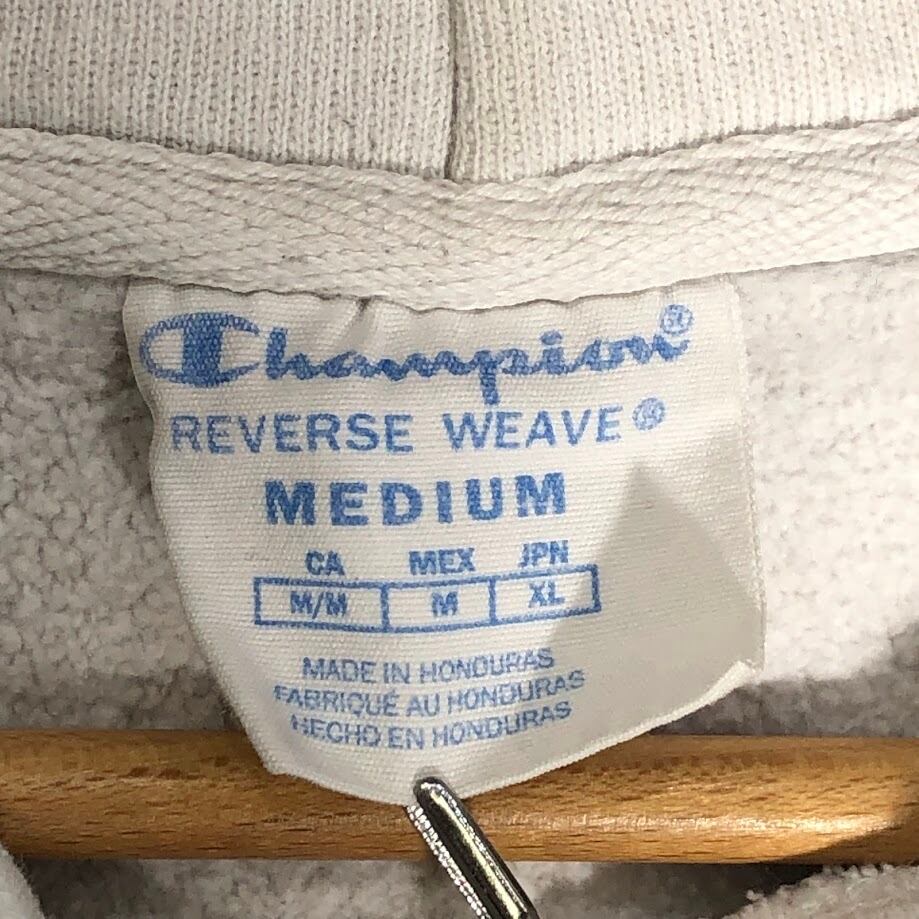 Champion®
REVERSE WEAVE®
MEDIUM
CA MEX JPN
M/M M XL
MADE IN HONDURAS
FABRIQUÉ AU HONDURAS
HECHO EN HONDURAS